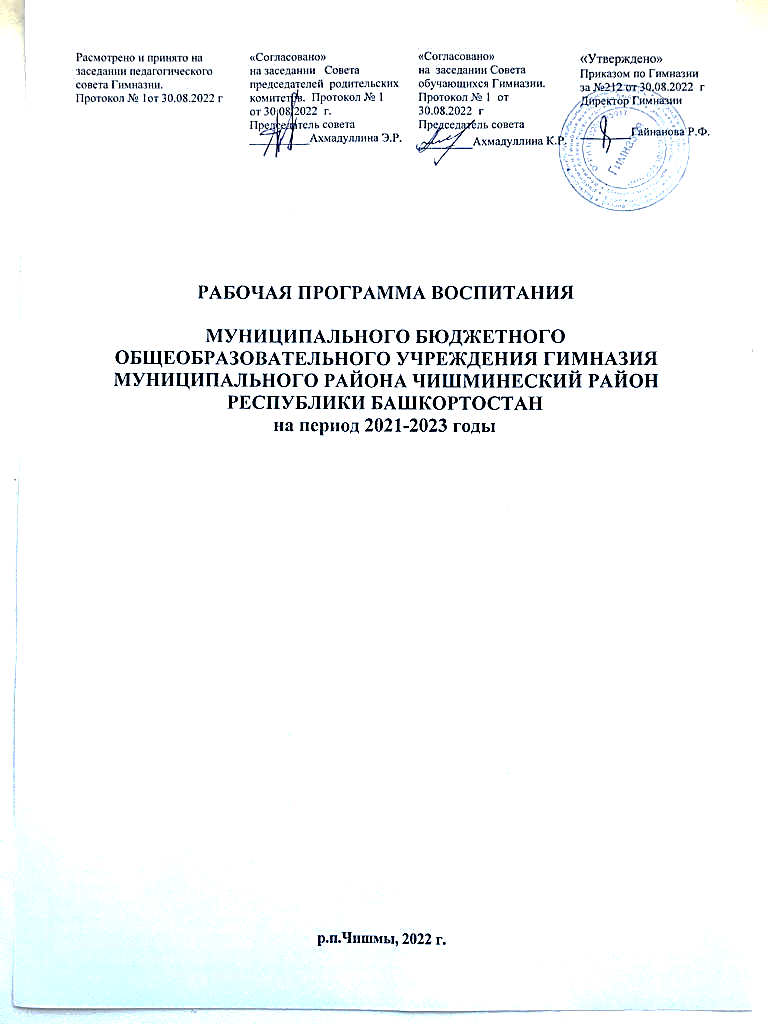 Расмотрено и принято на
заседании педагогического
совета Гимназии.
Протокол № 1от 30.08.2022 г
«Согласовано»
на заседании Совета
председателей родительских
комитетов. Протокол № 1
от 30.08.2022 г.
Председатель совета
__________Ахмадуллина Э.Р.
«Согласовано»
на заседании Совета
обучающихся Гимназии.
Протокол № 1 от
30.08.2022 г
Председатель совета
_________Ахмадуллина К.Р.
«Утверждено»
Приказом по Гимназии
за №212 от 30.08.2022 г
Директор Гимназии
________Гайнанова Р.Ф.
Гимназия
РАБОЧАЯ ПРОГРАММА ВОСПИТАНИЯ
МУНИЦИПАЛЬНОГО БЮДЖЕТНОГО
ОБЩЕОБРАЗОВАТЕЛЬНОГО УЧРЕЖДЕНИЯ ГИМНАЗИЯ
МУНИЦИПАЛЬНОГО РАЙОНА ЧИШМИНЕСКИЙ РАЙОН
РЕСПУБЛИКИ БАШКОРТОСТАН
на период 2021-2023 годы
р.п.Чишмы, 2022 г.